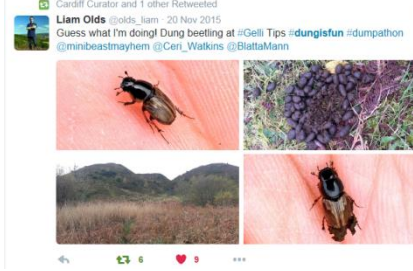 Cardiff Curator and 1 other Retweeted
Liam Olds @olds_liam · 20 Nov 2015
Guess what I'm doing! Dung beetling at #Gelli Tips #dungisfun #dumpathon
@minibeastmayhem @Ceri_Watkins @BlattaMann
6 9